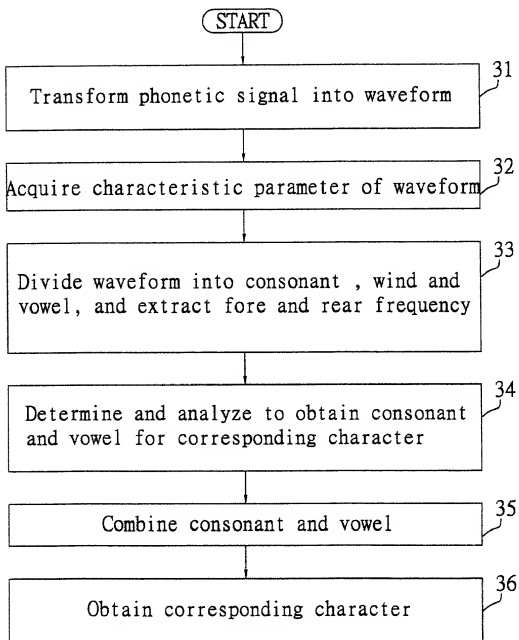 START
31
Transform phonetic signal into waveform
32
Acquire characteristic parameter of waveform
33
Divide waveform into consonant , wind and
vowel, and extract fore and rear frequency
34
Determine and analyze to obtain consonant
and vowel for corresponding character
35
Combine consonant and vowel
36
Obtain corresponding character